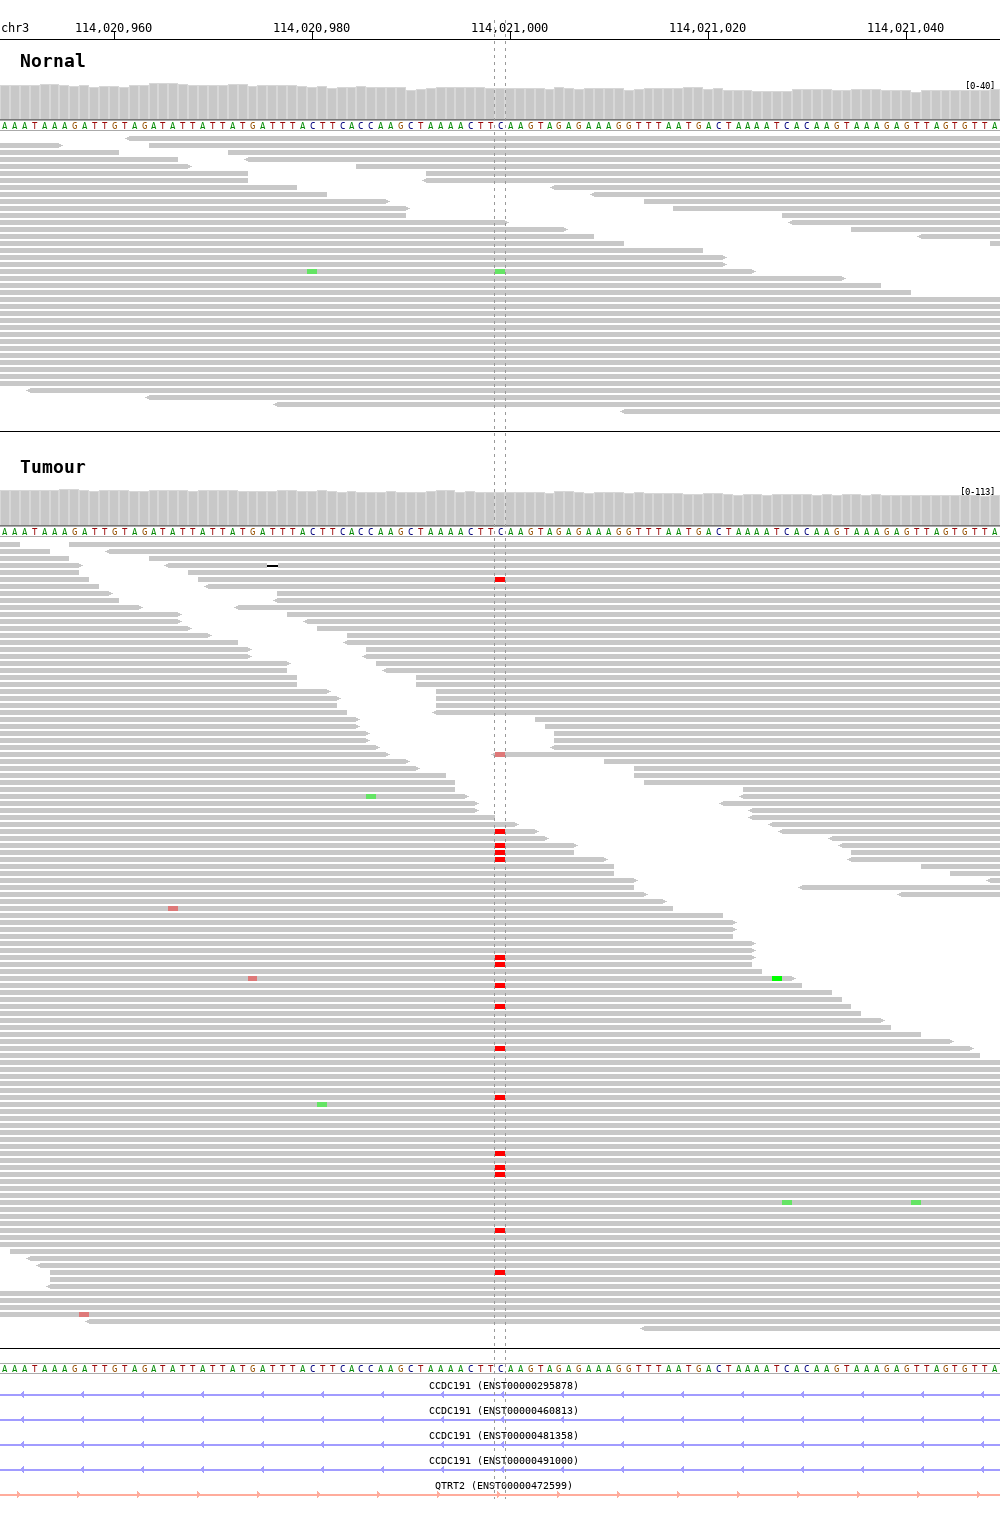 chr3 114,020,960 114,020,980 114,021,000 114,021,020 114,021,040
Nornal
[0-40]
AAATAAAGATTGTAGATATTATTATGATTTACTTCACCAAGCTAAAACTTCAAGTAGAGAAAGGTTTAATGACTAAAATCACAAGTAAAGAGTTAGTGTTA
Tumour
[0-113]
AAATAAAGATTGTAGATATTATTATGATTTACTTCACCAAGCTAAAACTTCAAGTAGAGAAAGGTTTAATGACTAAAATCACAAGTAAAGAGTTAGTGTTA
AAATAAAGATTGTAGATATTATTATGATTTACTTCACCAAGCTAAAACTTCAAGTAGAGAAAGGTTTAATGACTAAAATCACAAGTAAAGAGTTAGTGTTA
CCDC191 (ENST00000295878)
CCDC191 (ENST00000460813)
CCDC191 (ENST00000481358)
CCDC191 (ENST00000491000)
QTRT2 (ENST00000472599)